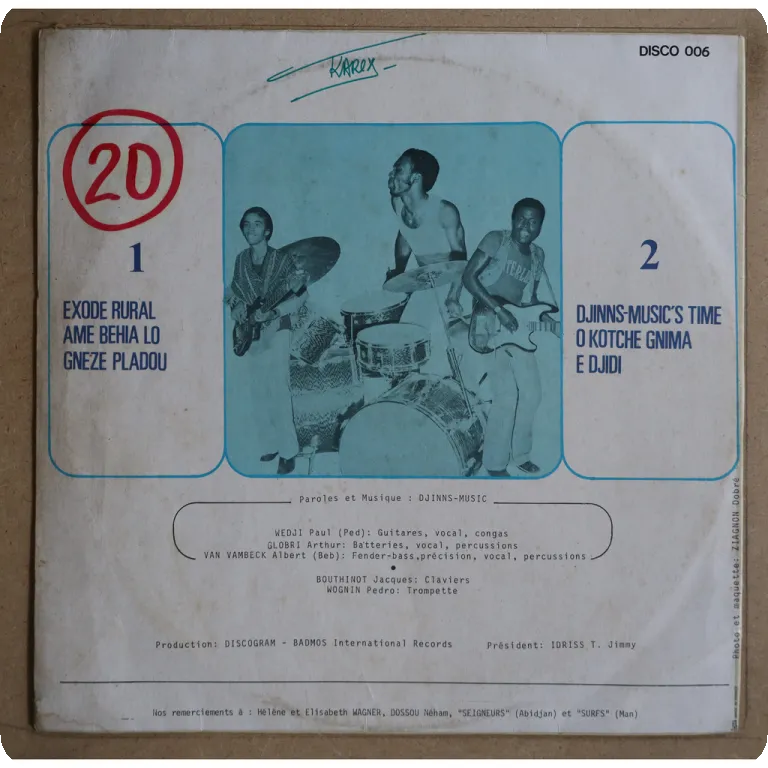 DISCO 006
KAREX
20
1
EXODE RURAL
AME BEHIA LO
GNEZE PLADOU
2
DJINNS-MUSIC'S TIME
O KOTCHE GNIMA
E DJIDI
Paroles et Musique : DJINNS-MUSIC
WEDJI Paul (Ped): Guitares, vocal, congas
GLOBRI Arthur: Batteries, vocal, percussions
VAN VAMBECK Albert (Beb): Fender-bass,précision, vocal, percussions
BOUTHINOT Jacques: Claviers
WOGNIN Pedro: Trompette
Production: DISCOGRAM - BADMOS International Records Président: IDRISS T. Jimmy
Nos remerciements à : Hélène et Elisabeth WAGNER, DOSSOU Néham, "SEIGNEURS" (Abidjan) et "SURFS" (Man)
Photo et maquette: ZIAGNON Dobré